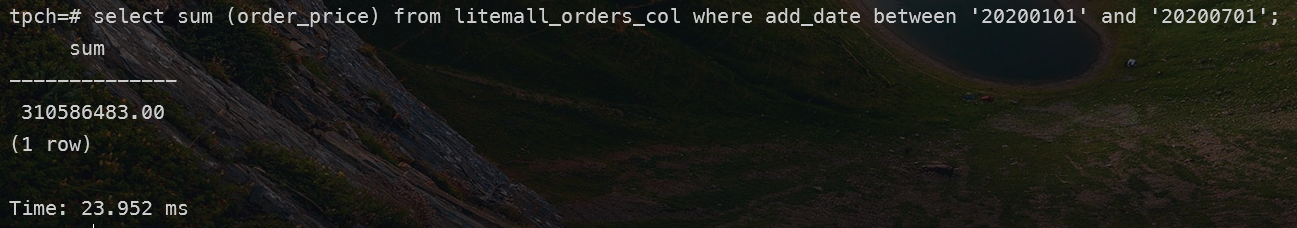 tpch=# select sum (order_price) from litemall_orders_col where add_date between '20200101' and '20200701';
sum
--------------
310586483.00
(1 row)
Time: 23.952 ms